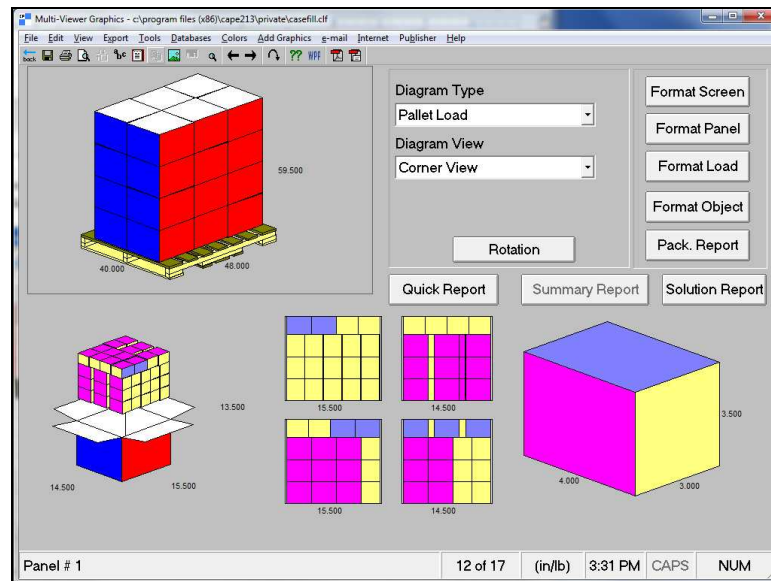 Multi-Viewer Graphics - c:\program files (x86)\cape213\private\casefill.clf
File Edit View Export Tools Databases Colors Add Graphics e-mail Internet Publisher Help
back ?? WPF
Diagram Type
Pallet Load
Diagram View
Corner View
Rotation
Format Screen
Format Panel
Format Load
Format Object
Pack. Report
Quick Report Summary Report Solution Report
59.500
40.000 48.000
13.500
14.500 15.500
15.500 14.500
15.500 14.500
3.500
4.000 3.000
Panel # 1 12 of 17 (in/lb) 3:31 PM CAPS NUM